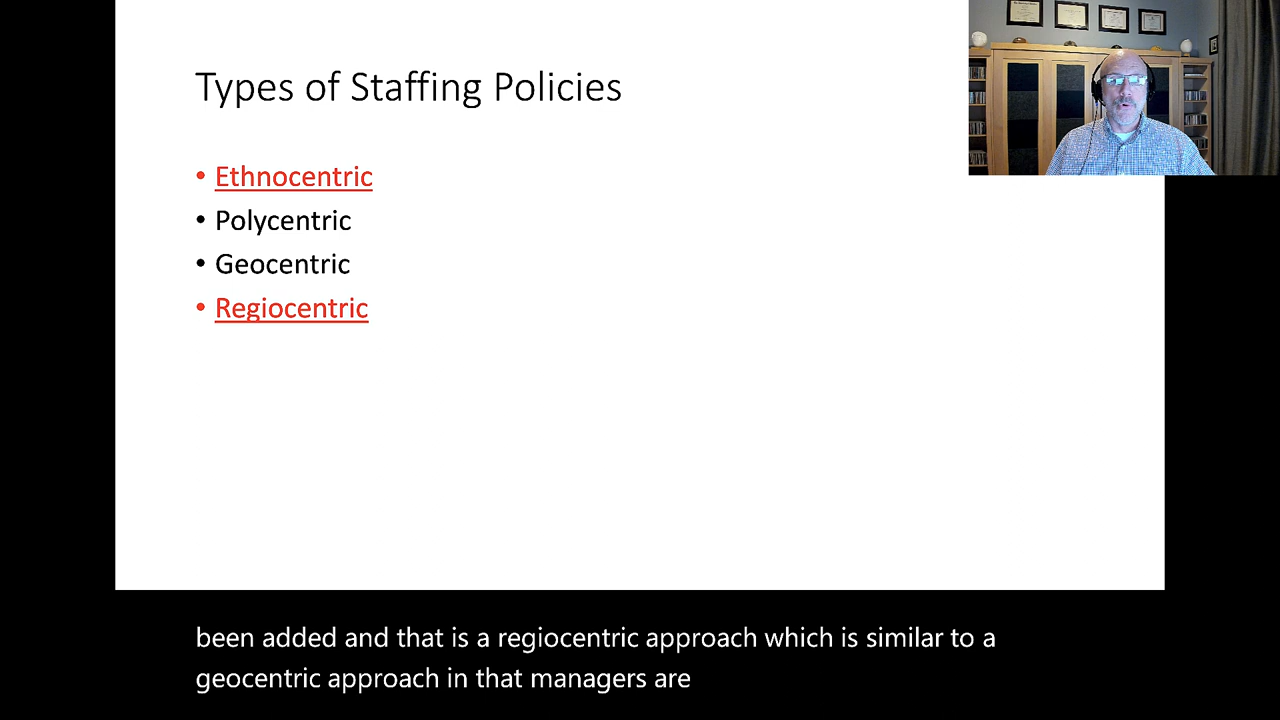 Types of Staffing Policies
• Ethnocentric
• Polycentric
• Geocentric
• Regiocentric
been added and that is a regiocentric approach which is similar to a
geocentric approach in that managers are